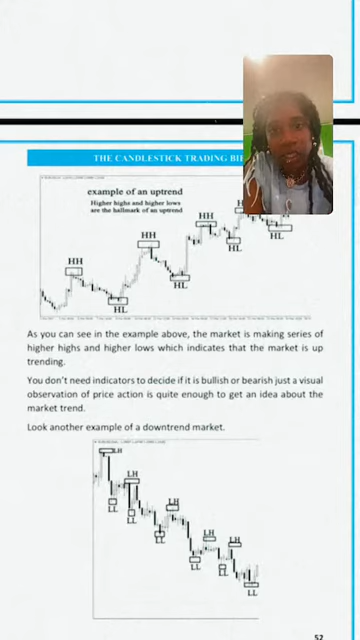 THE CANDLESTICK TRADING
example of an uptrend
Higher highs and higher lows
are the hallmark of an uptrend
HH
HH
HH
HL
HL
HL
HL
As you can see in the example above, the market is making series of
higher highs and higher lows which indicates that the market is up
trending.
You don't need indicators to decide if it is bullish or bearish just a visual
observation of price action is quite enough to get an idea about the
market trend.
Look another example of a downtrend market.
LH
LH
LH
LH
LH
LL
LL
LL
LL
LL
LL
52